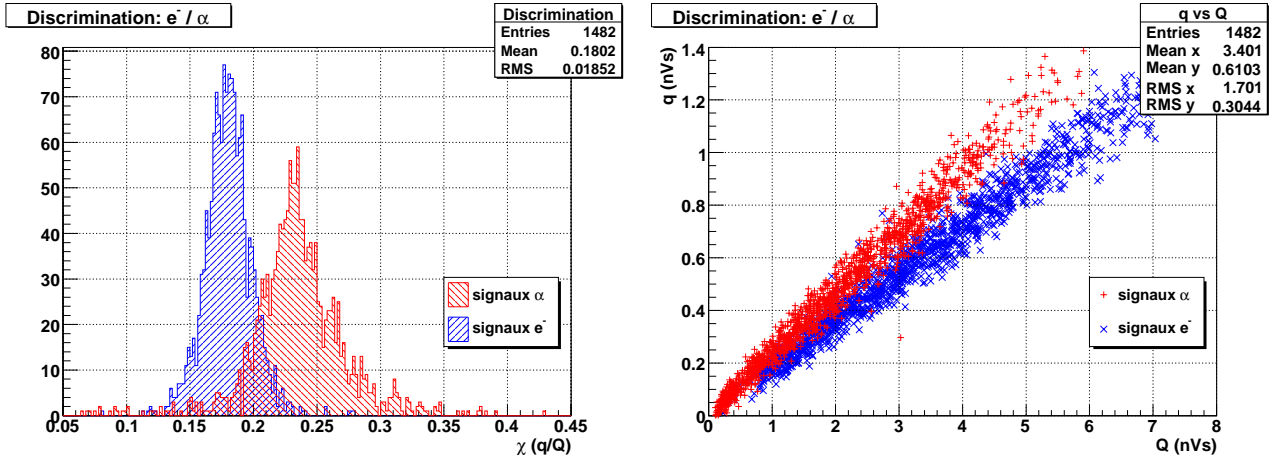 Discrimination: e⁻ / α
Discrimination
Entries 1482
Mean 0.1802
RMS 0.01852
80
70
60
50
40
30
20
10
0
signaux α
signaux e⁻
0.05 0.1 0.15 0.2 0.25 0.3 0.35 0.4 0.45
χ (q/Q)
Discrimination: e⁻ / α
q vs Q
Entries 1482
Mean x 3.401
Mean y 0.6103
RMS x 1.701
RMS y 0.3044
q (nVs)
1.4
1.2
1
0.8
0.6
0.4
0.2
0
signaux α
signaux e⁻
0 1 2 3 4 5 6 7 8
Q (nVs)